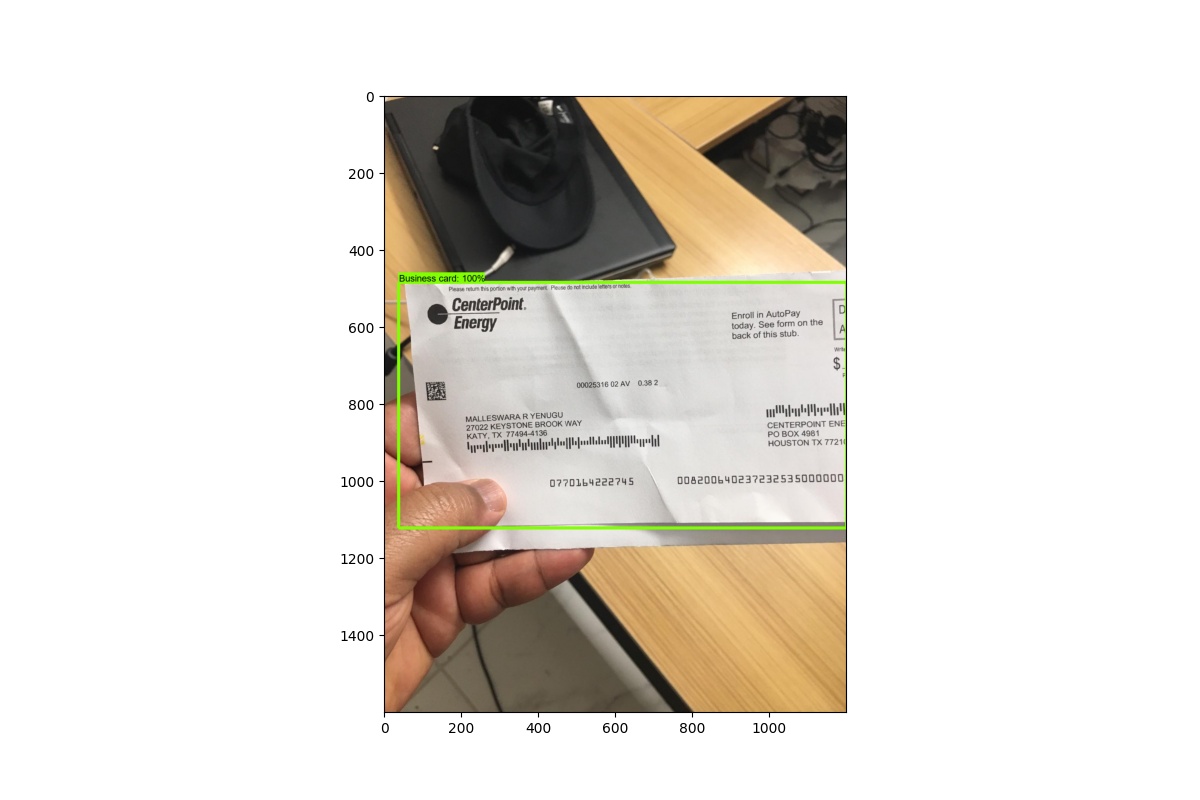 0
200
400
600
800
1000
1200
1400
0
200
400
600
800
1000
Business card: 100%
Please return this portion with your payment. Please do not include letters or notes.
CenterPoint.
Energy
Enroll in AutoPay
today. See form on the
back of this stub.
D
A
$
00025316 02 AV 0.38 2
MALLESWARA R YENUGU
27022 KEYSTONE BROOK WAY
KATY, TX 77494-4136
CENTERPOINT ENE
PO BOX 4981
HOUSTON TX 7721
0770164222745
008200640237232535000000